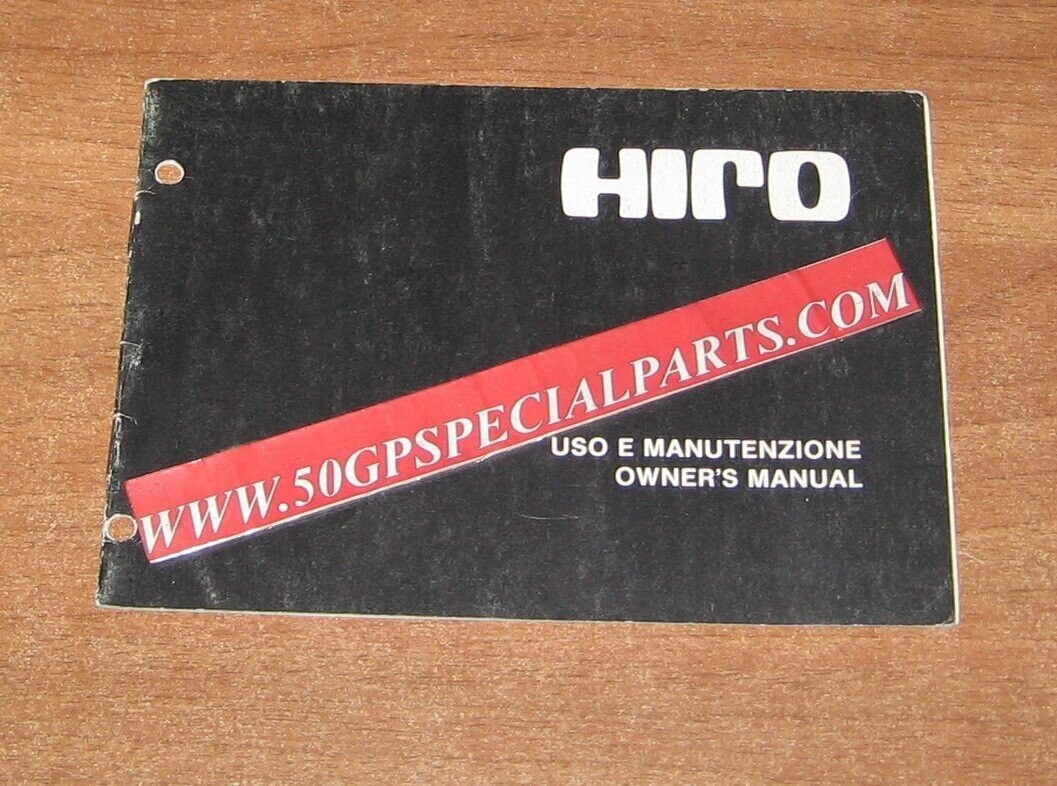 HIRO
WWW.50GPSPECIALPARTS.COM
USO E MANUTENZIONE
OWNER'S MANUAL